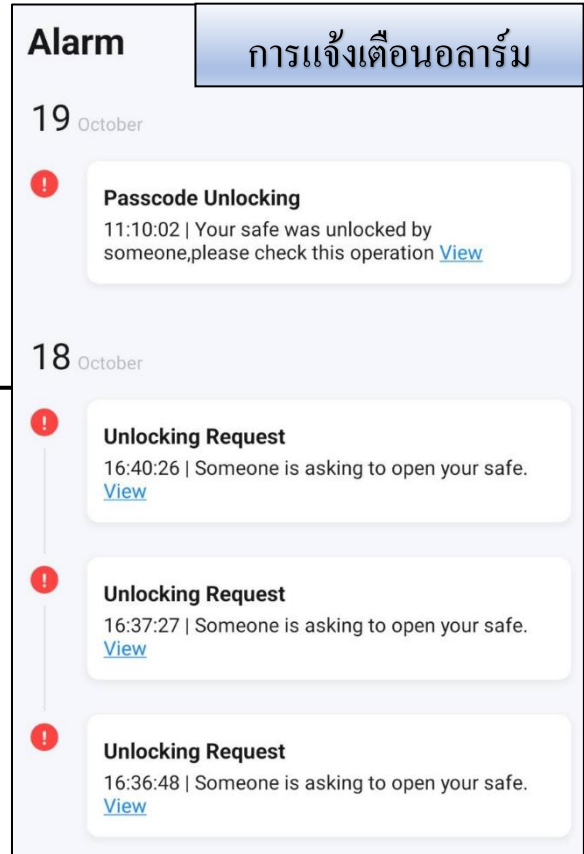 Alarm
การแจ้งเตือนอลาร์ม
19 October
Passcode Unlocking
11:10:02 | Your safe was unlocked by
someone,please check this operation View
18 October
Unlocking Request
16:40:26 | Someone is asking to open your safe.
View
Unlocking Request
16:37:27 | Someone is asking to open your safe.
View
Unlocking Request
16:36:48 | Someone is asking to open your safe.
View